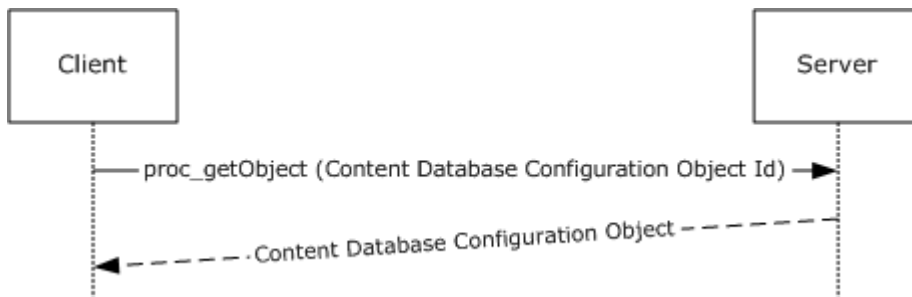 Client
Server
proc_getObject (Content Database Configuration Object Id)
Content Database Configuration Object